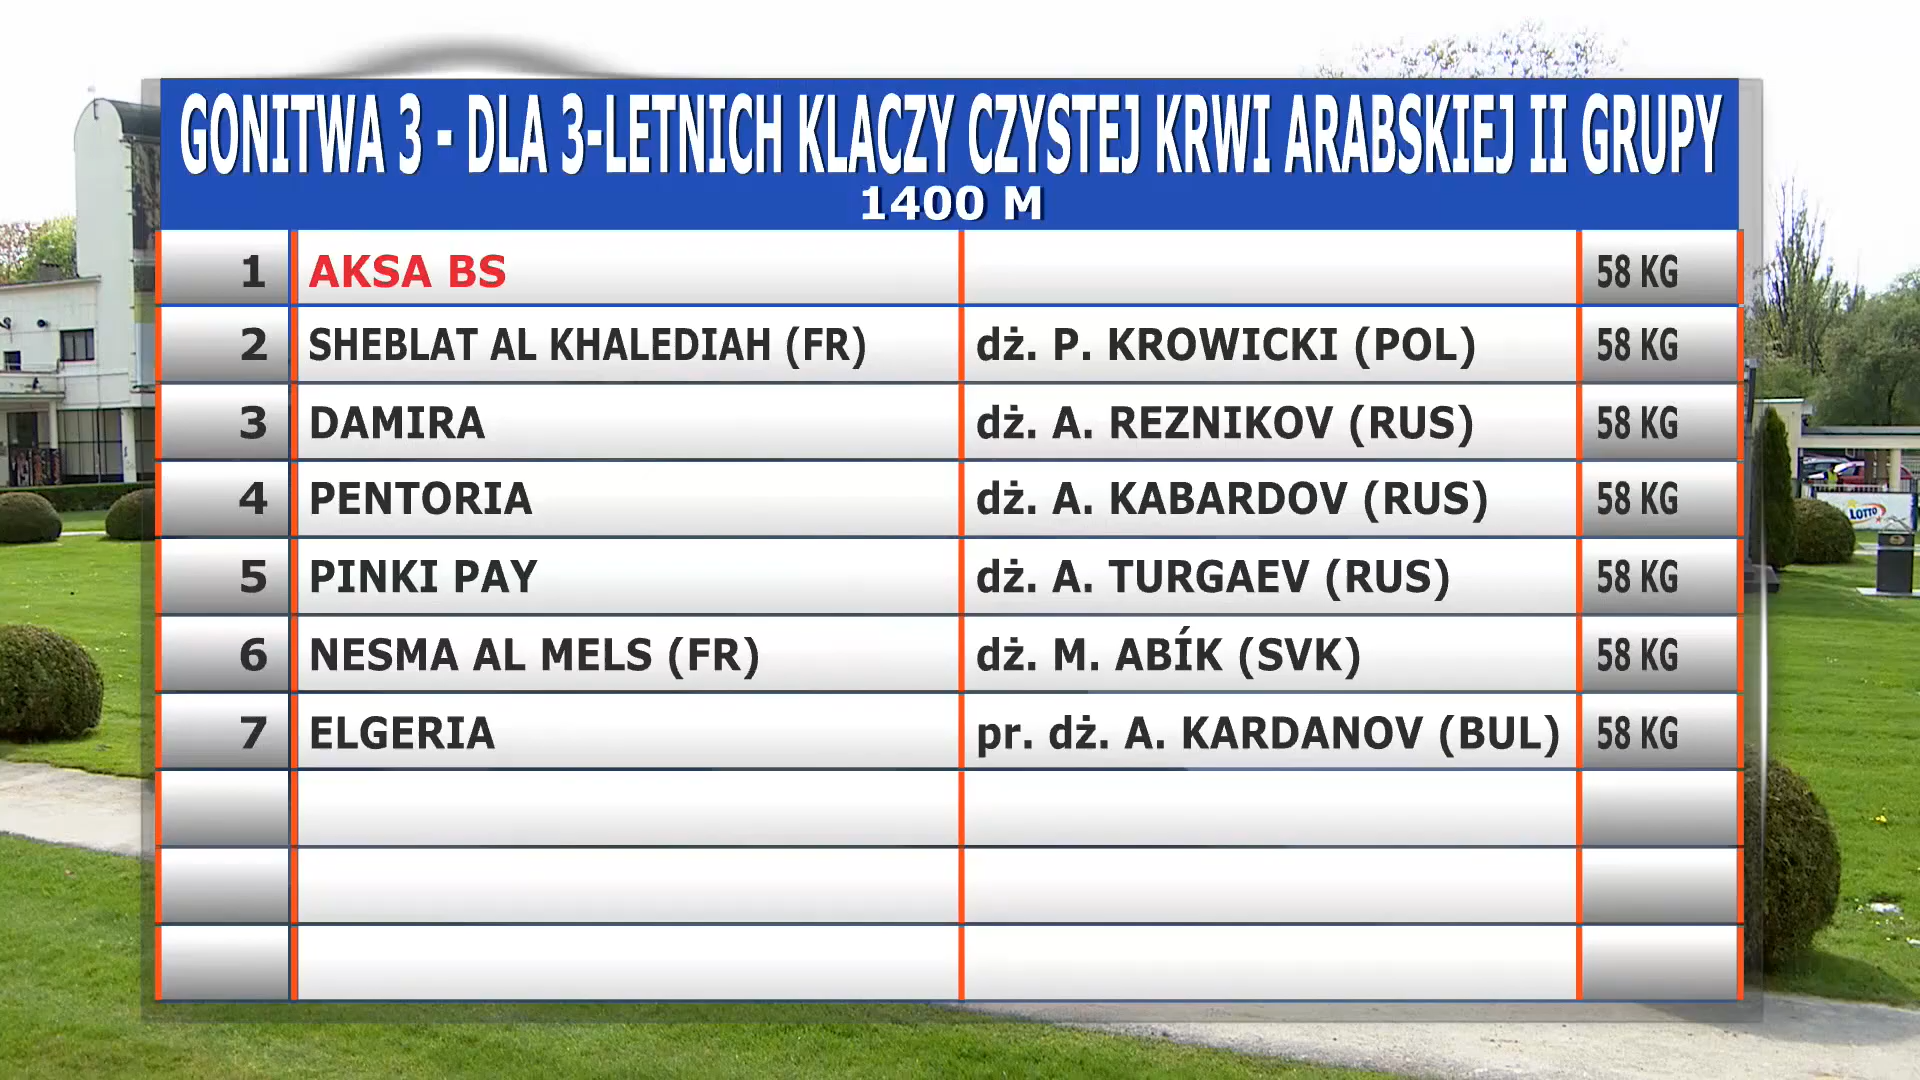 GONITWA 3 - DLA 3-LETNICH KLACZY CZYSTEJ KRWI ARABSKIEJ II GRUPY
1400 M
1 AKSA BS 58 KG
2 SHEBLAT AL KHALEDIAH (FR) dż. P. KROWICKI (POL) 58 KG
3 DAMIRA dż. A. REZNIKOV (RUS) 58 KG
4 PENTORIA dż. A. KABARDOV (RUS) 58 KG
5 PINKI PAY dż. A. TURGAEV (RUS) 58 KG
6 NESMA AL MELS (FR) dż. M. ABÍK (SVK) 58 KG
7 ELGERIA pr. dż. A. KARDANOV (BUL) 58 KG
LOTTO